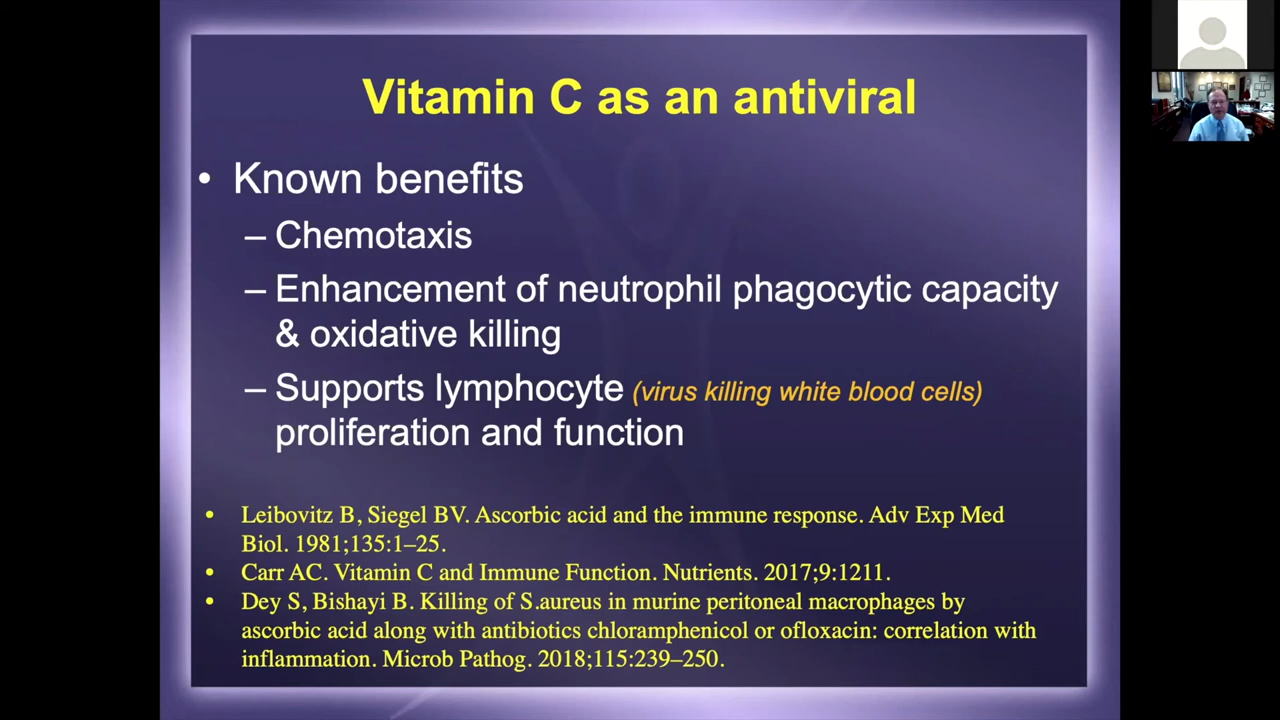 Vitamin C as an antiviral
• Known benefits
– Chemotaxis
– Enhancement of neutrophil phagocytic capacity
& oxidative killing
– Supports lymphocyte (virus killing white blood cells)
proliferation and function
• Leibovitz B, Siegel BV. Ascorbic acid and the immune response. Adv Exp Med
Biol. 1981;135:1–25.
• Carr AC. Vitamin C and Immune Function. Nutrients. 2017;9:1211.
• Dey S, Bishayi B. Killing of S.aureus in murine peritoneal macrophages by
ascorbic acid along with antibiotics chloramphenicol or ofloxacin: correlation with
inflammation. Microb Pathog. 2018;115:239–250.